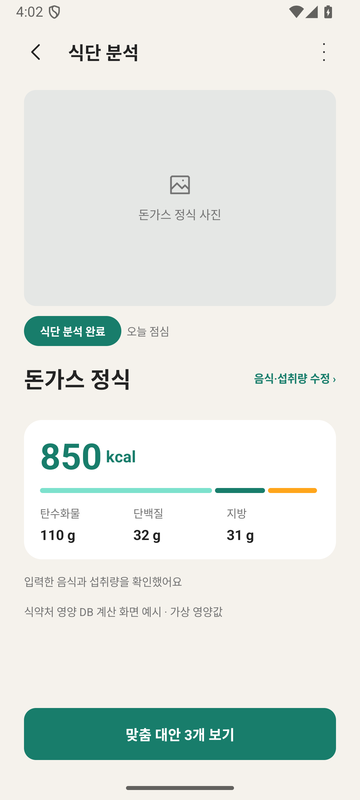 4:02
식단 분석
돈가스 정식 사진
식단 분석 완료
오늘 점심
돈가스 정식
음식·섭취량 수정 ›
850 kcal
탄수화물 단백질 지방
110 g 32 g 31 g
입력한 음식과 섭취량을 확인했어요
식약처 영양 DB 계산 화면 예시 · 가상 영양값
맞춤 대안 3개 보기